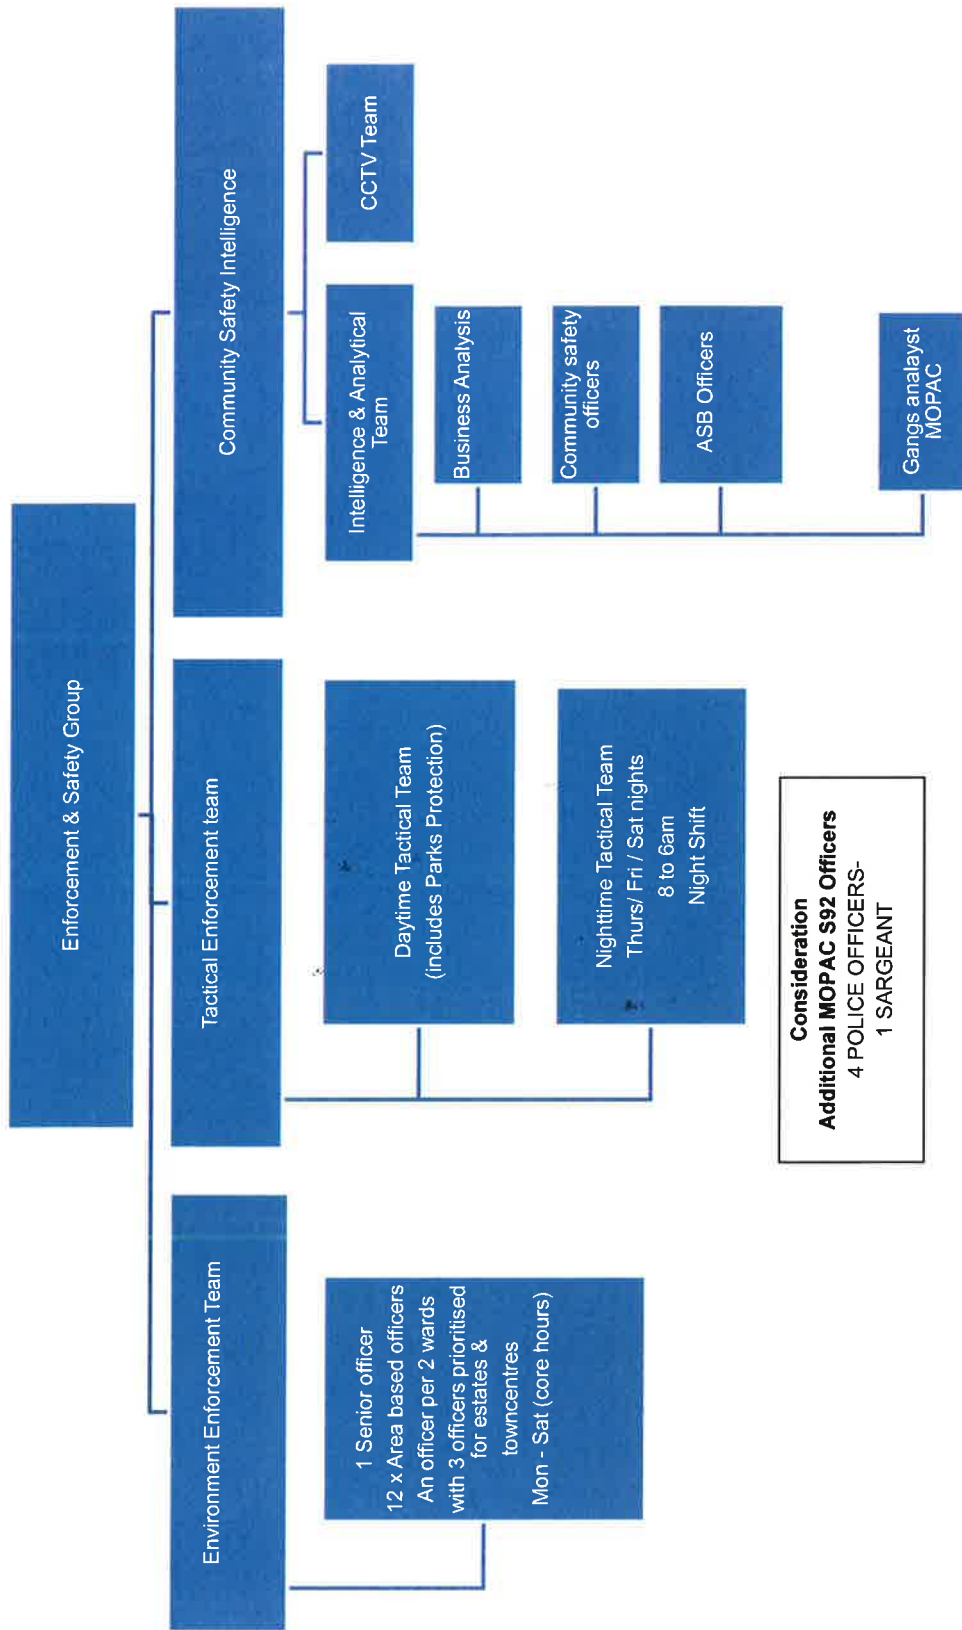 Enforcement & Safety Group
Environment Enforcement Team
Tactical Enforcement team
Community Safety Intelligence
1 Senior officer
12 x Area based officers
An officer per 2 wards
with 3 officers prioritised
for estates &
towncentres
Mon - Sat (core hours)
Daytime Tactical Team
(includes Parks Protection)
Nighttime Tactical Team
Thurs/ Fri / Sat nights
8 to 6am
Night Shift
Intelligence & Analytical
Team
CCTV Team
Business Analysis
Community safety
officers
ASB Officers
Gangs analayst
MOPAC
Consideration
Additional MOPAC S92 Officers
4 POLICE OFFICERS-
1 SARGEANT